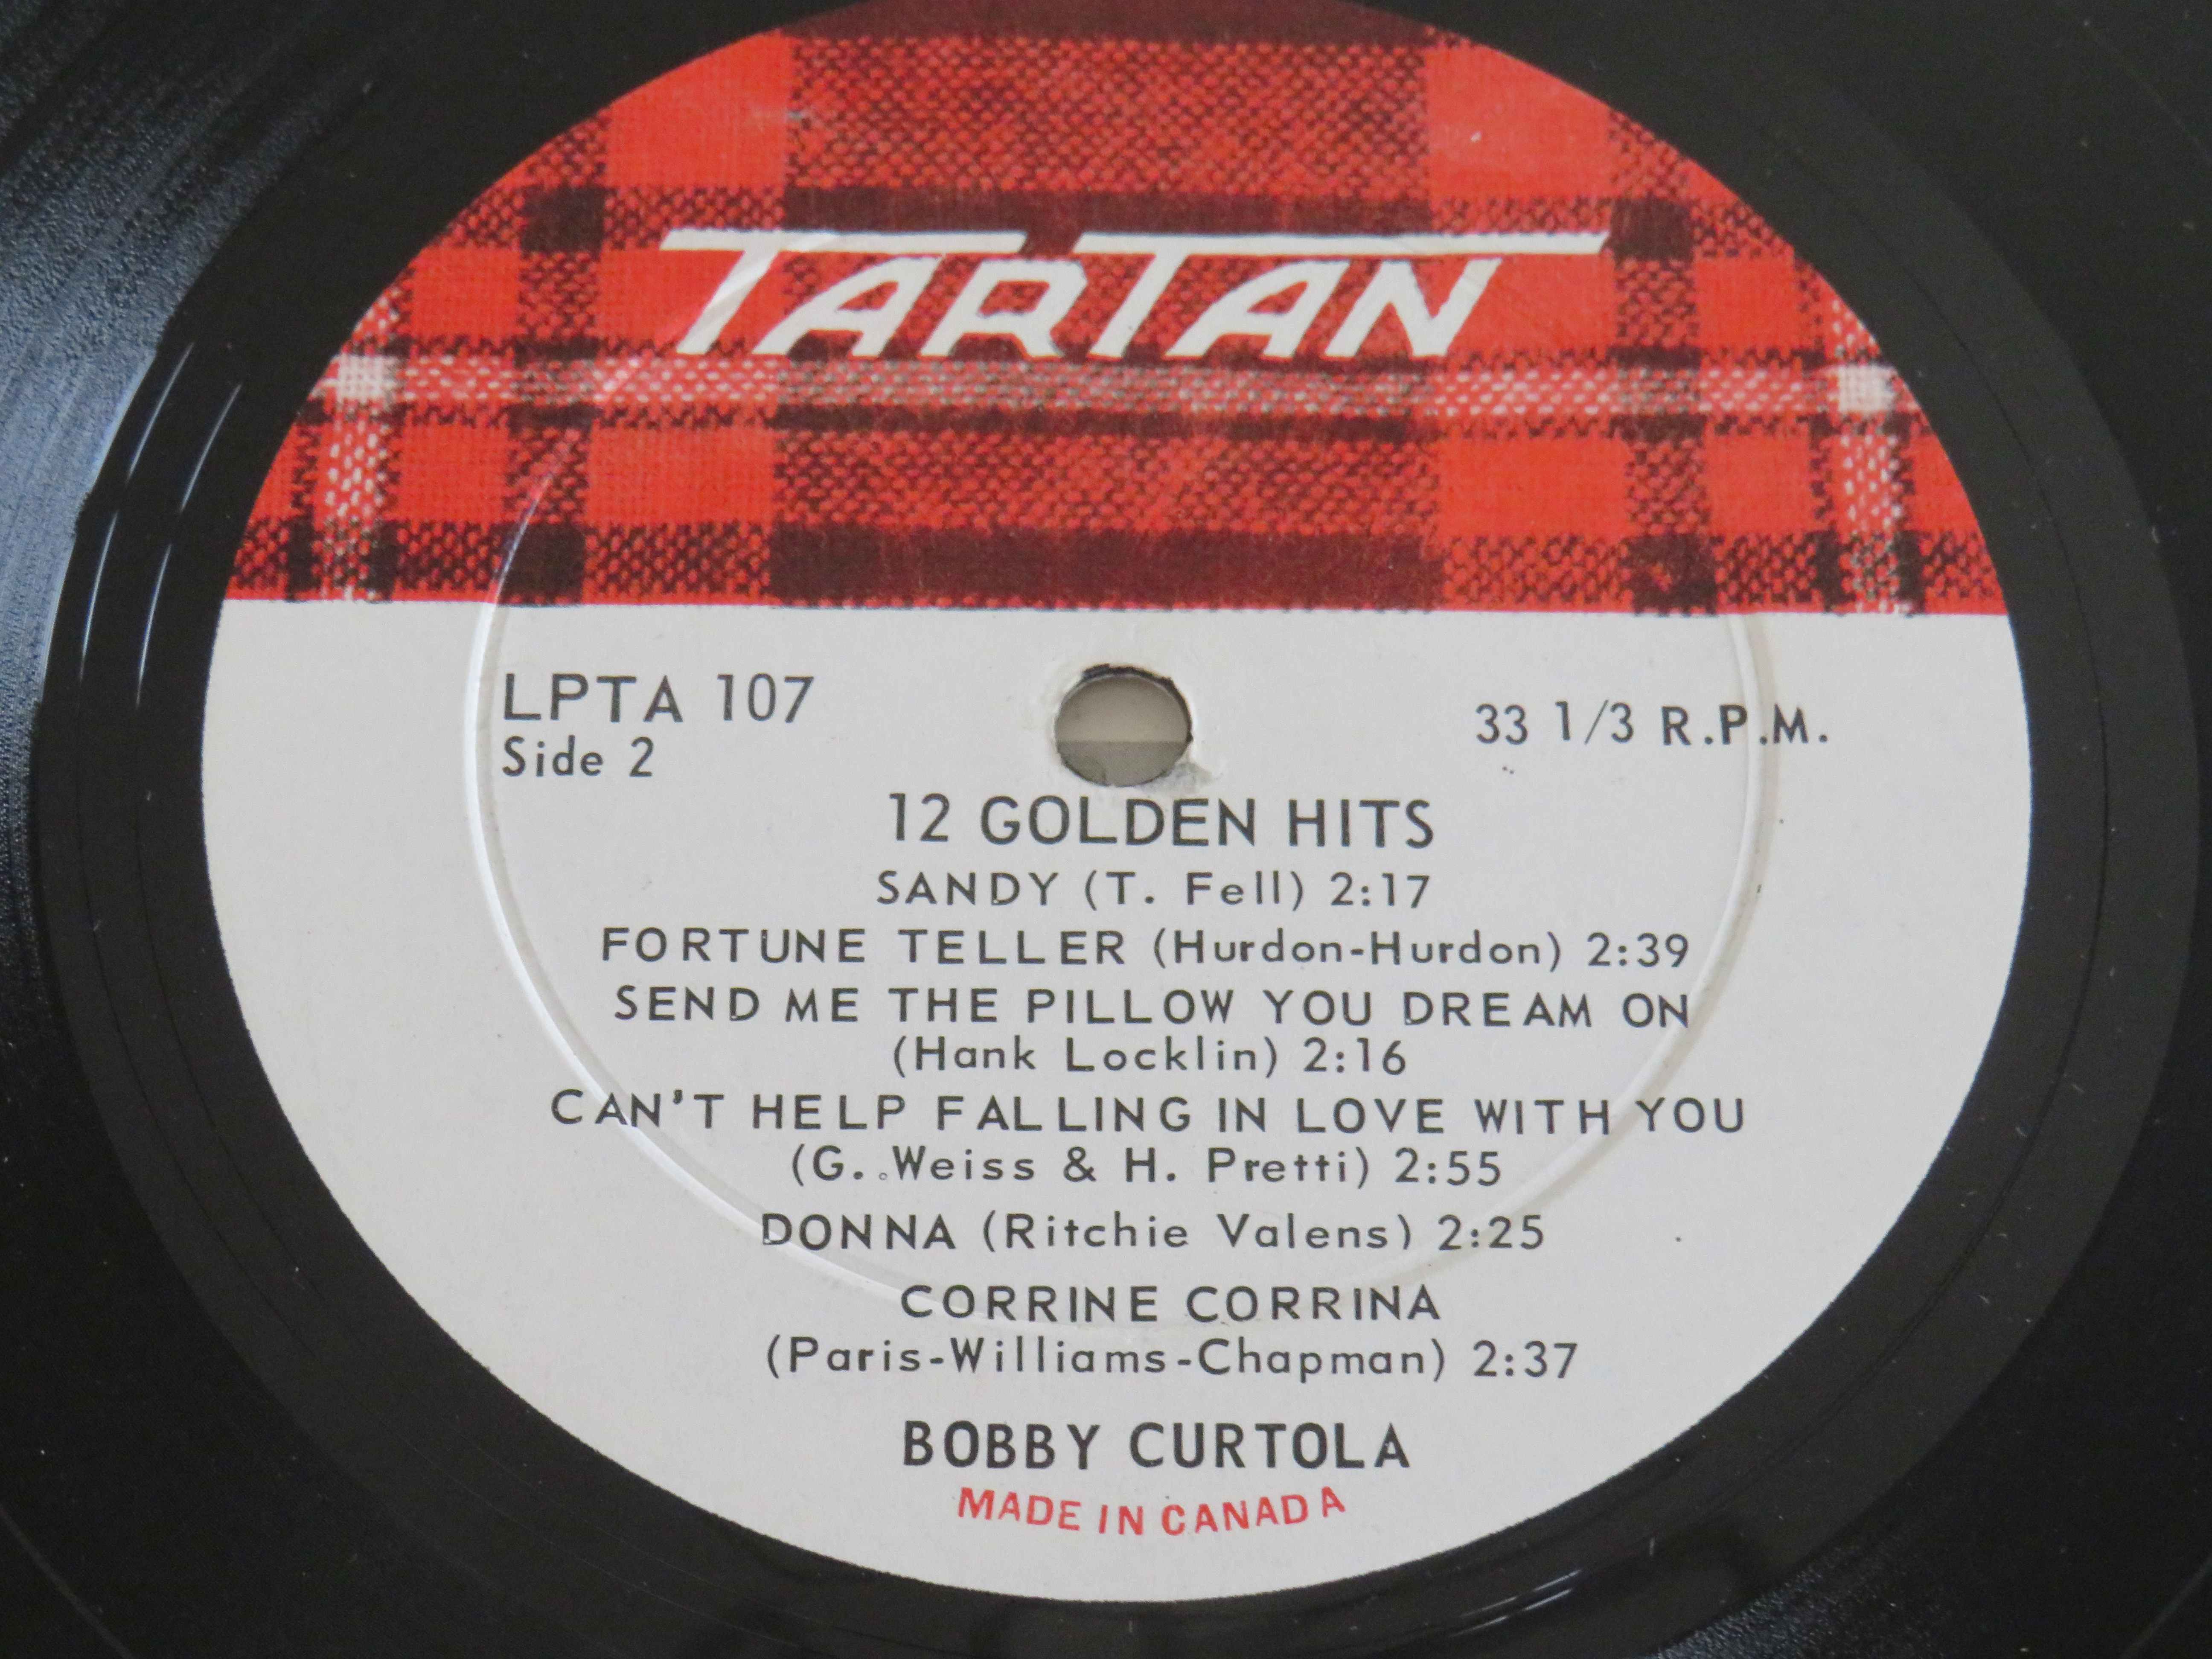 TARTAN
LPTA 107
33 1/3 R.P.M.
Side 2
12 GOLDEN HITS
SANDY (T. Fell) 2:17
FORTUNE TELLER (Hurdon-Hurdon) 2:39
SEND ME THE PILLOW YOU DREAM ON
(Hank Locklin) 2:16
CAN'T HELP FALLING IN LOVE WITH YOU
(G. Weiss & H. Pretti) 2:55
DONNA (Ritchie Valens) 2:25
CORRINE CORRINA
(Paris-Williams-Chapman) 2:37
BOBBY CURTOLA
MADE IN CANADA